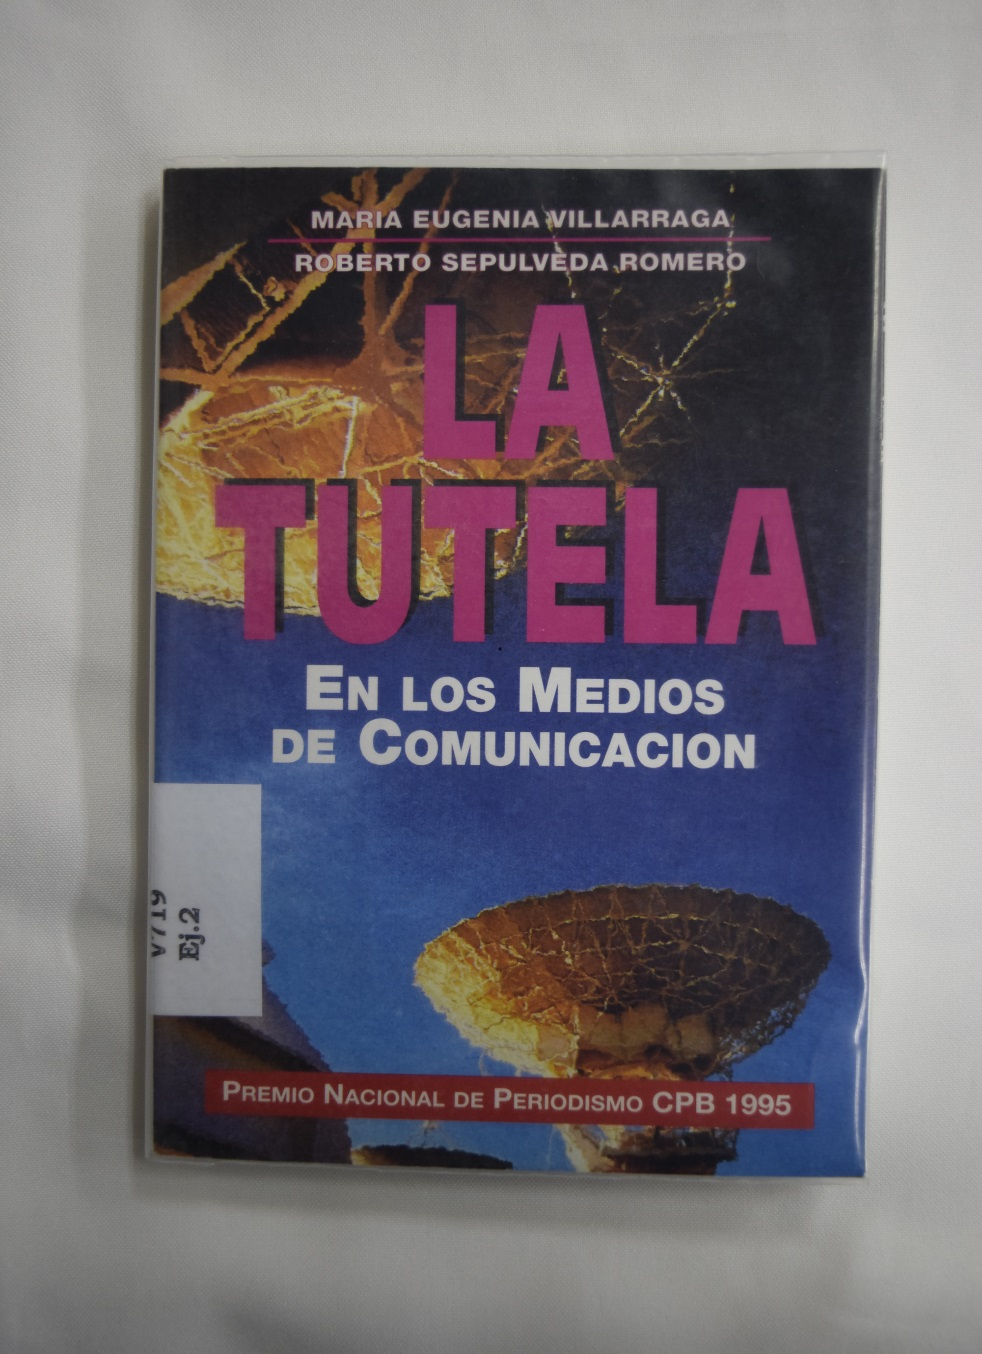 MARIA EUGENIA VILLARRAGA
ROBERTO SEPULVEDA ROMERO
LA
TUTELA
EN LOS MEDIOS
DE COMUNICACION
V719
Ej.2
PREMIO NACIONAL DE PERIODISMO CPB 1995